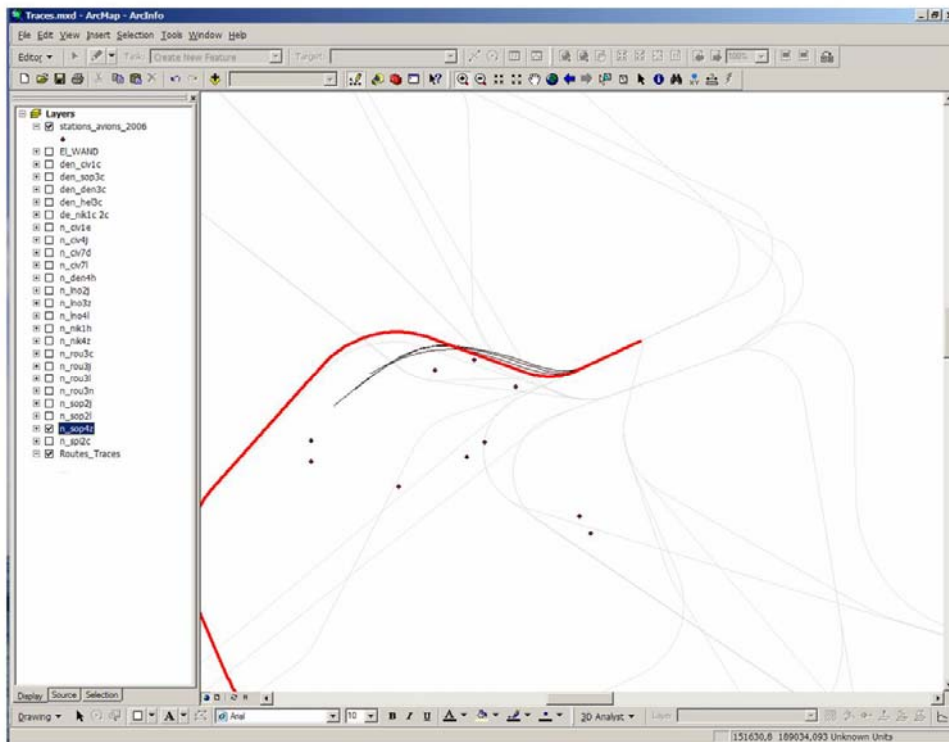 Traces.mxd - ArcMap - ArcInfo
File Edit View Insert Selection Tools Window Help
Editor Task: Create New Feature Target: 100%
Layers
stations_avions_2006
El_WAND
den_civ1c
den_sop3c
den_den3c
den_hel3c
de_nik1c 2c
n_civ1e
n_civ4j
n_civ7d
n_civ7l
n_den4h
n_lno2j
n_lno3z
n_lno4l
n_nik1h
n_nik4z
n_rou3c
n_rou3j
n_rou3l
n_rou3n
n_sop2j
n_sop2l
n_sop4z
n_spi2c
Routes_Traces
Display Source Selection
Drawing A Arial 10 B I U A 3D Analyst Layer
151630,8 189034,093 Unknown Units